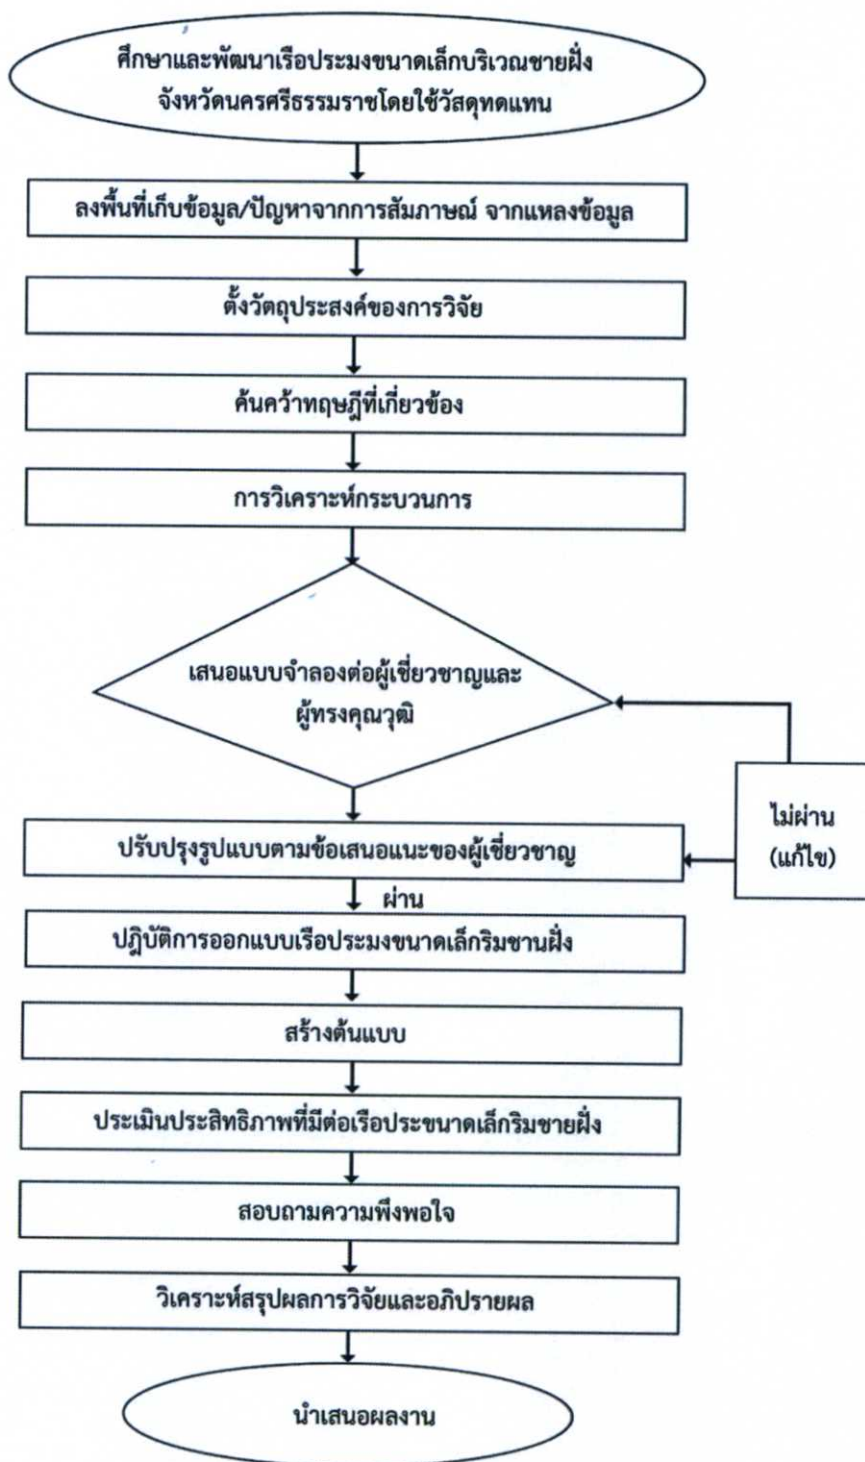 ศึกษาและพัฒนาเรือประมงขนาดเล็กบริเวณชายฝั่ง
จังหวัดนครศรีธรรมราชโดยใช้วัสดุทดแทน
ลงพื้นที่เก็บข้อมูล/ปัญหาจากการสัมภาษณ์ จากแหลงข้อมูล
ตั้งวัตถุประสงค์ของการวิจัย
ค้นคว้าทฤษฎีที่เกี่ยวข้อง
การวิเคราะห์กระบวนการ
เสนอแบบจำลองต่อผู้เชี่ยวชาญและ
ผู้ทรงคุณวุฒิ
ไม่ผ่าน
(แก้ไข)
ปรับปรุงรูปแบบตามข้อเสนอแนะของผู้เชี่ยวชาญ
ผ่าน
ปฎิบัติการออกแบบเรือประมงขนาดเล็กริมชานฝั่ง
สร้างต้นแบบ
ประเมินประสิทธิภาพที่มีต่อเรือประขนาดเล็กริมชายฝั่ง
สอบถามความพึงพอใจ
วิเคราะห์สรุปผลการวิจัยและอภิปรายผล
นำเสนอผลงาน